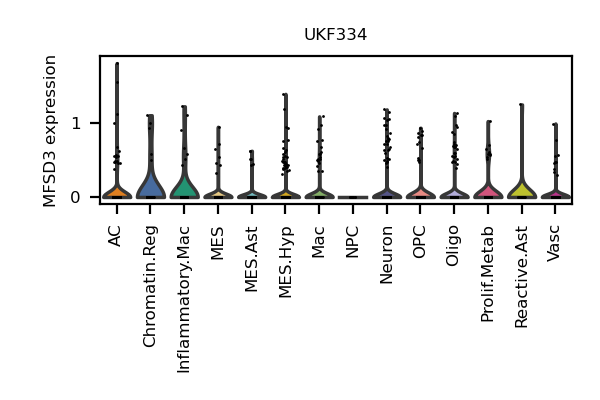 UKF334
MFSD3 expression
1
0
AC
Chromatin.Reg
Inflammatory.Mac
MES
MES.Ast
MES.Hyp
Mac
NPC
Neuron
OPC
Oligo
Prolif.Metab
Reactive.Ast
Vasc